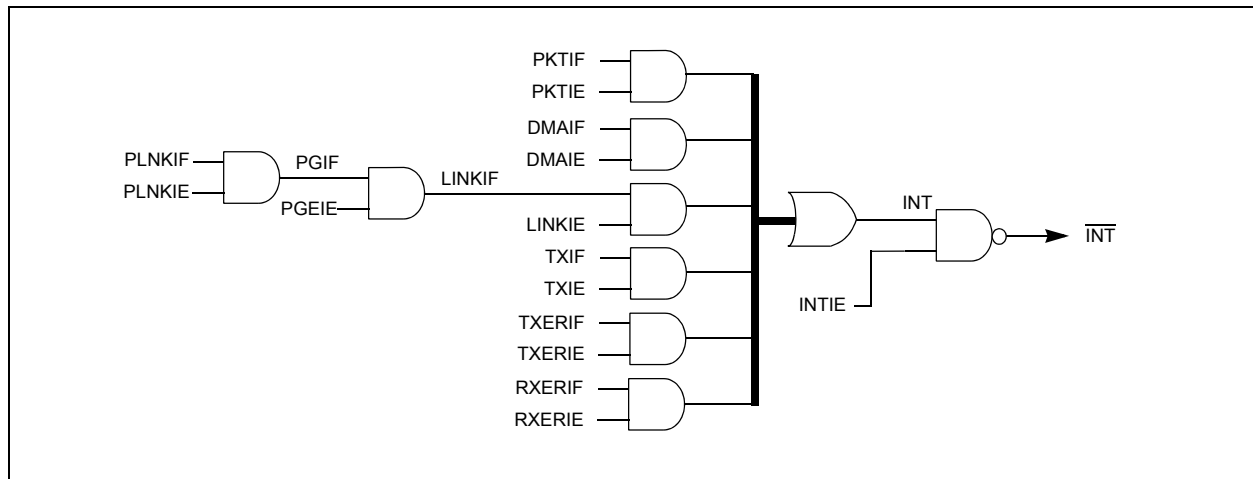 PKTIF
PKTIE
DMAIF
DMAIE
PLNKIF
PLNKIE
PGIF
PGEIE
LINKIF
LINKIE
TXIF
TXIE
TXERIF
TXERIE
RXERIF
RXERIE
INT
INTIE
INT